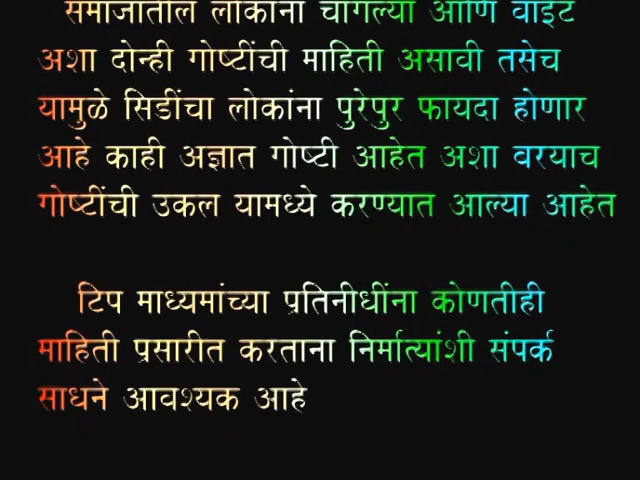 समाजातील लोकांना चांगल्या आणि वाईट
अशा दोन्ही गोष्टींची माहिती असावी तसेच
यामुळे सिडींचा लोकांना पुरेपुर फायदा होणार
आहे काही अज्ञात गोष्टी आहेत अशा वरयाच
गोष्टींची उकल यामध्ये करण्यात आल्या आहेत
टिप माध्यमांच्या प्रतिनीधींना कोणतीही
माहिती प्रसारीत करताना निर्मात्यांशी संपर्क
साधने आवश्यक आहे